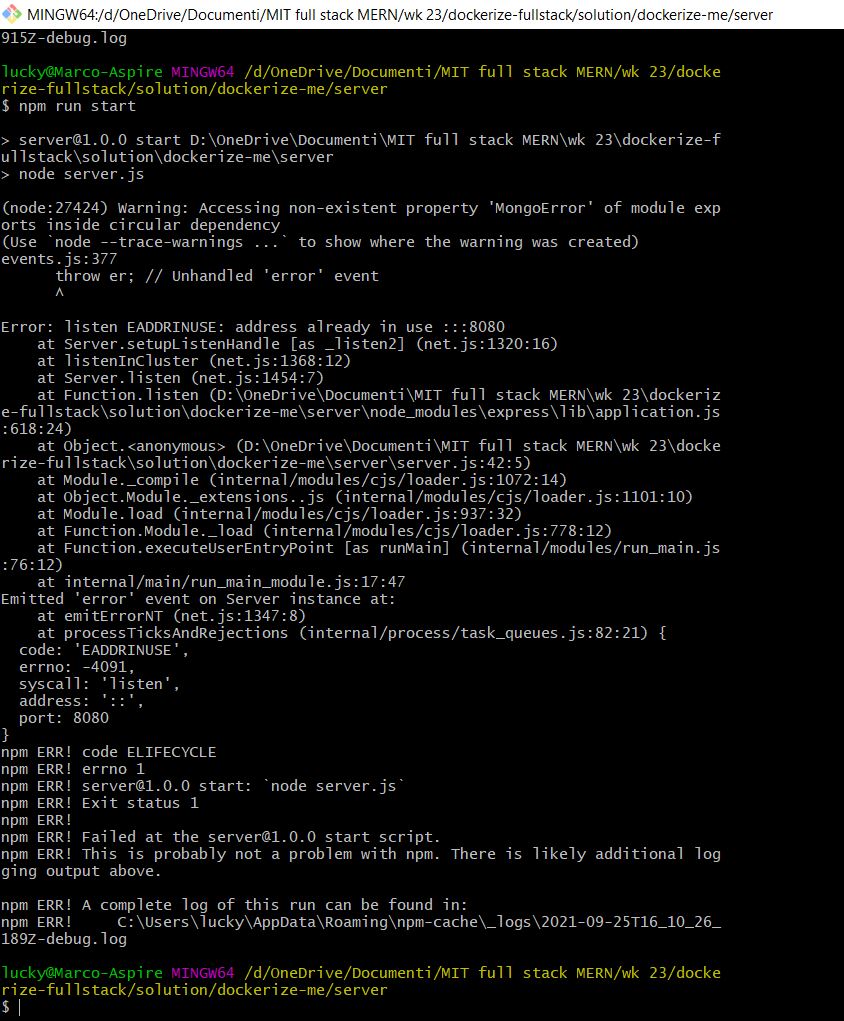 MINGW64:/d/OneDrive/Documenti/MIT full stack MERN/wk 23/dockerize-fullstack/solution/dockerize-me/server
915Z-debug.log
lucky@Marco-Aspire MINGW64 /d/OneDrive/Documenti/MIT full stack MERN/wk 23/docke
rize-fullstack/solution/dockerize-me/server
$ npm run start
> server@1.0.0 start D:\OneDrive\Documenti\MIT full stack MERN\wk 23\dockerize-f
ullstack\solution\dockerize-me\server
> node server.js
(node:27424) Warning: Accessing non-existent property 'MongoError' of module exp
orts inside circular dependency
(Use `node --trace-warnings ...` to show where the warning was created)
events.js:377
      throw er; // Unhandled 'error' event
      ^
Error: listen EADDRINUSE: address already in use :::8080
    at Server.setupListenHandle [as _listen2] (net.js:1320:16)
    at listenInCluster (net.js:1368:12)
    at Server.listen (net.js:1454:7)
    at Function.listen (D:\OneDrive\Documenti\MIT full stack MERN\wk 23\dockeriz
e-fullstack\solution\dockerize-me\server\node_modules\express\lib\application.js
:618:24)
    at Object.<anonymous> (D:\OneDrive\Documenti\MIT full stack MERN\wk 23\docke
rize-fullstack\solution\dockerize-me\server\server.js:42:5)
    at Module._compile (internal/modules/cjs/loader.js:1072:14)
    at Object.Module._extensions..js (internal/modules/cjs/loader.js:1101:10)
    at Module.load (internal/modules/cjs/loader.js:937:32)
    at Function.Module._load (internal/modules/cjs/loader.js:778:12)
    at Function.executeUserEntryPoint [as runMain] (internal/modules/run_main.js
:76:12)
    at internal/main/run_main_module.js:17:47
Emitted 'error' event on Server instance at:
    at emitErrorNT (net.js:1347:8)
    at processTicksAndRejections (internal/process/task_queues.js:82:21) {
  code: 'EADDRINUSE',
  errno: -4091,
  syscall: 'listen',
  address: '::',
  port: 8080
}
npm ERR! code ELIFECYCLE
npm ERR! errno 1
npm ERR! server@1.0.0 start: `node server.js`
npm ERR! Exit status 1
npm ERR!
npm ERR! Failed at the server@1.0.0 start script.
npm ERR! This is probably not a problem with npm. There is likely additional log
ging output above.
npm ERR! A complete log of this run can be found in:
npm ERR!     C:\Users\lucky\AppData\Roaming\npm-cache\_logs\2021-09-25T16_10_26_
189Z-debug.log
lucky@Marco-Aspire MINGW64 /d/OneDrive/Documenti/MIT full stack MERN/wk 23/docke
rize-fullstack/solution/dockerize-me/server
$